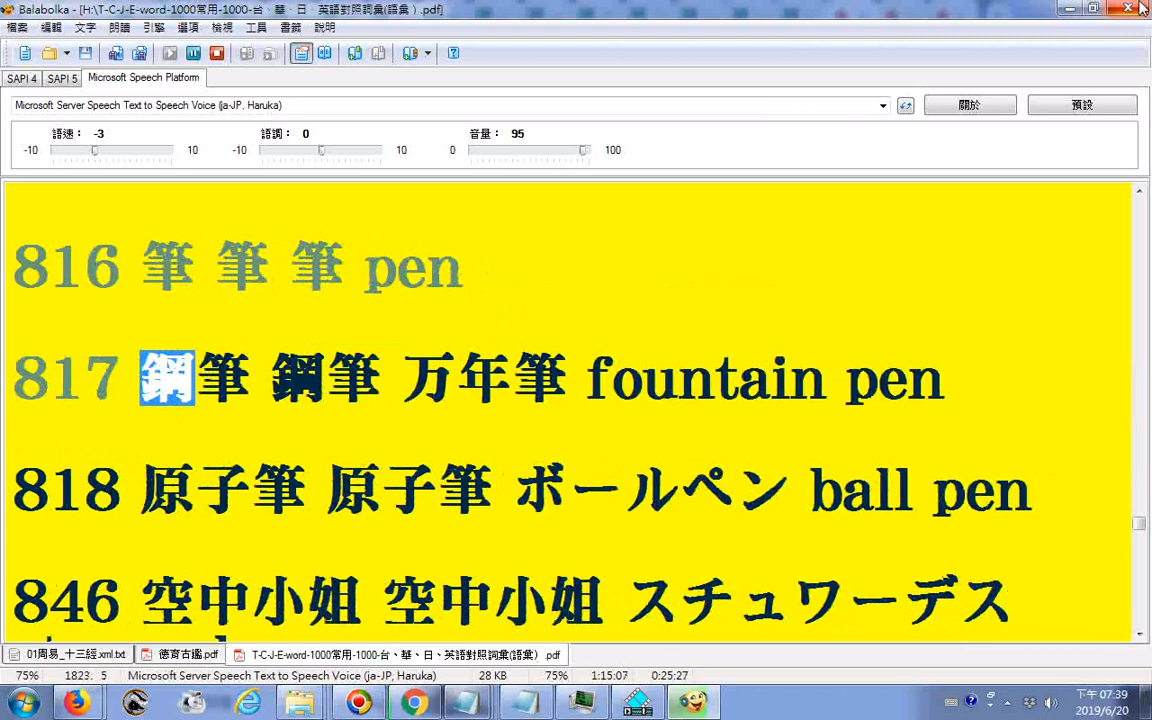 Balabolka - [H:\T-C-J-E-word-1000常用-1000-台、華、日、英語對照詞彙(語彙).pdf]
檔案 編輯 文字 朗讀 引擎 選項 檢視 工具 書籤 說明
SAPI 4 SAPI 5 Microsoft Speech Platform
Microsoft Server Speech Text to Speech Voice (ja-JP, Haruka) 關於 預設
語速： -3 語調： 0 音量： 95
-10 10 -10 10 0 100
816 筆 筆 筆 pen
817 鋼筆 鋼筆 万年筆 fountain pen
818 原子筆 原子筆 ボールペン ball pen
846 空中小姐 空中小姐 スチュワーデス
01周易_十三經.xml.txt 德育古鑑.pdf T-C-J-E-word-1000常用-1000-台、華、日、英語對照詞彙(語彙) .pdf
75% 1823: 5 Microsoft Server Speech Text to Speech Voice (ja-JP, Haruka) 28 KB 75% 1:15:07 0:25:27
下午 07:39
2019/6/20